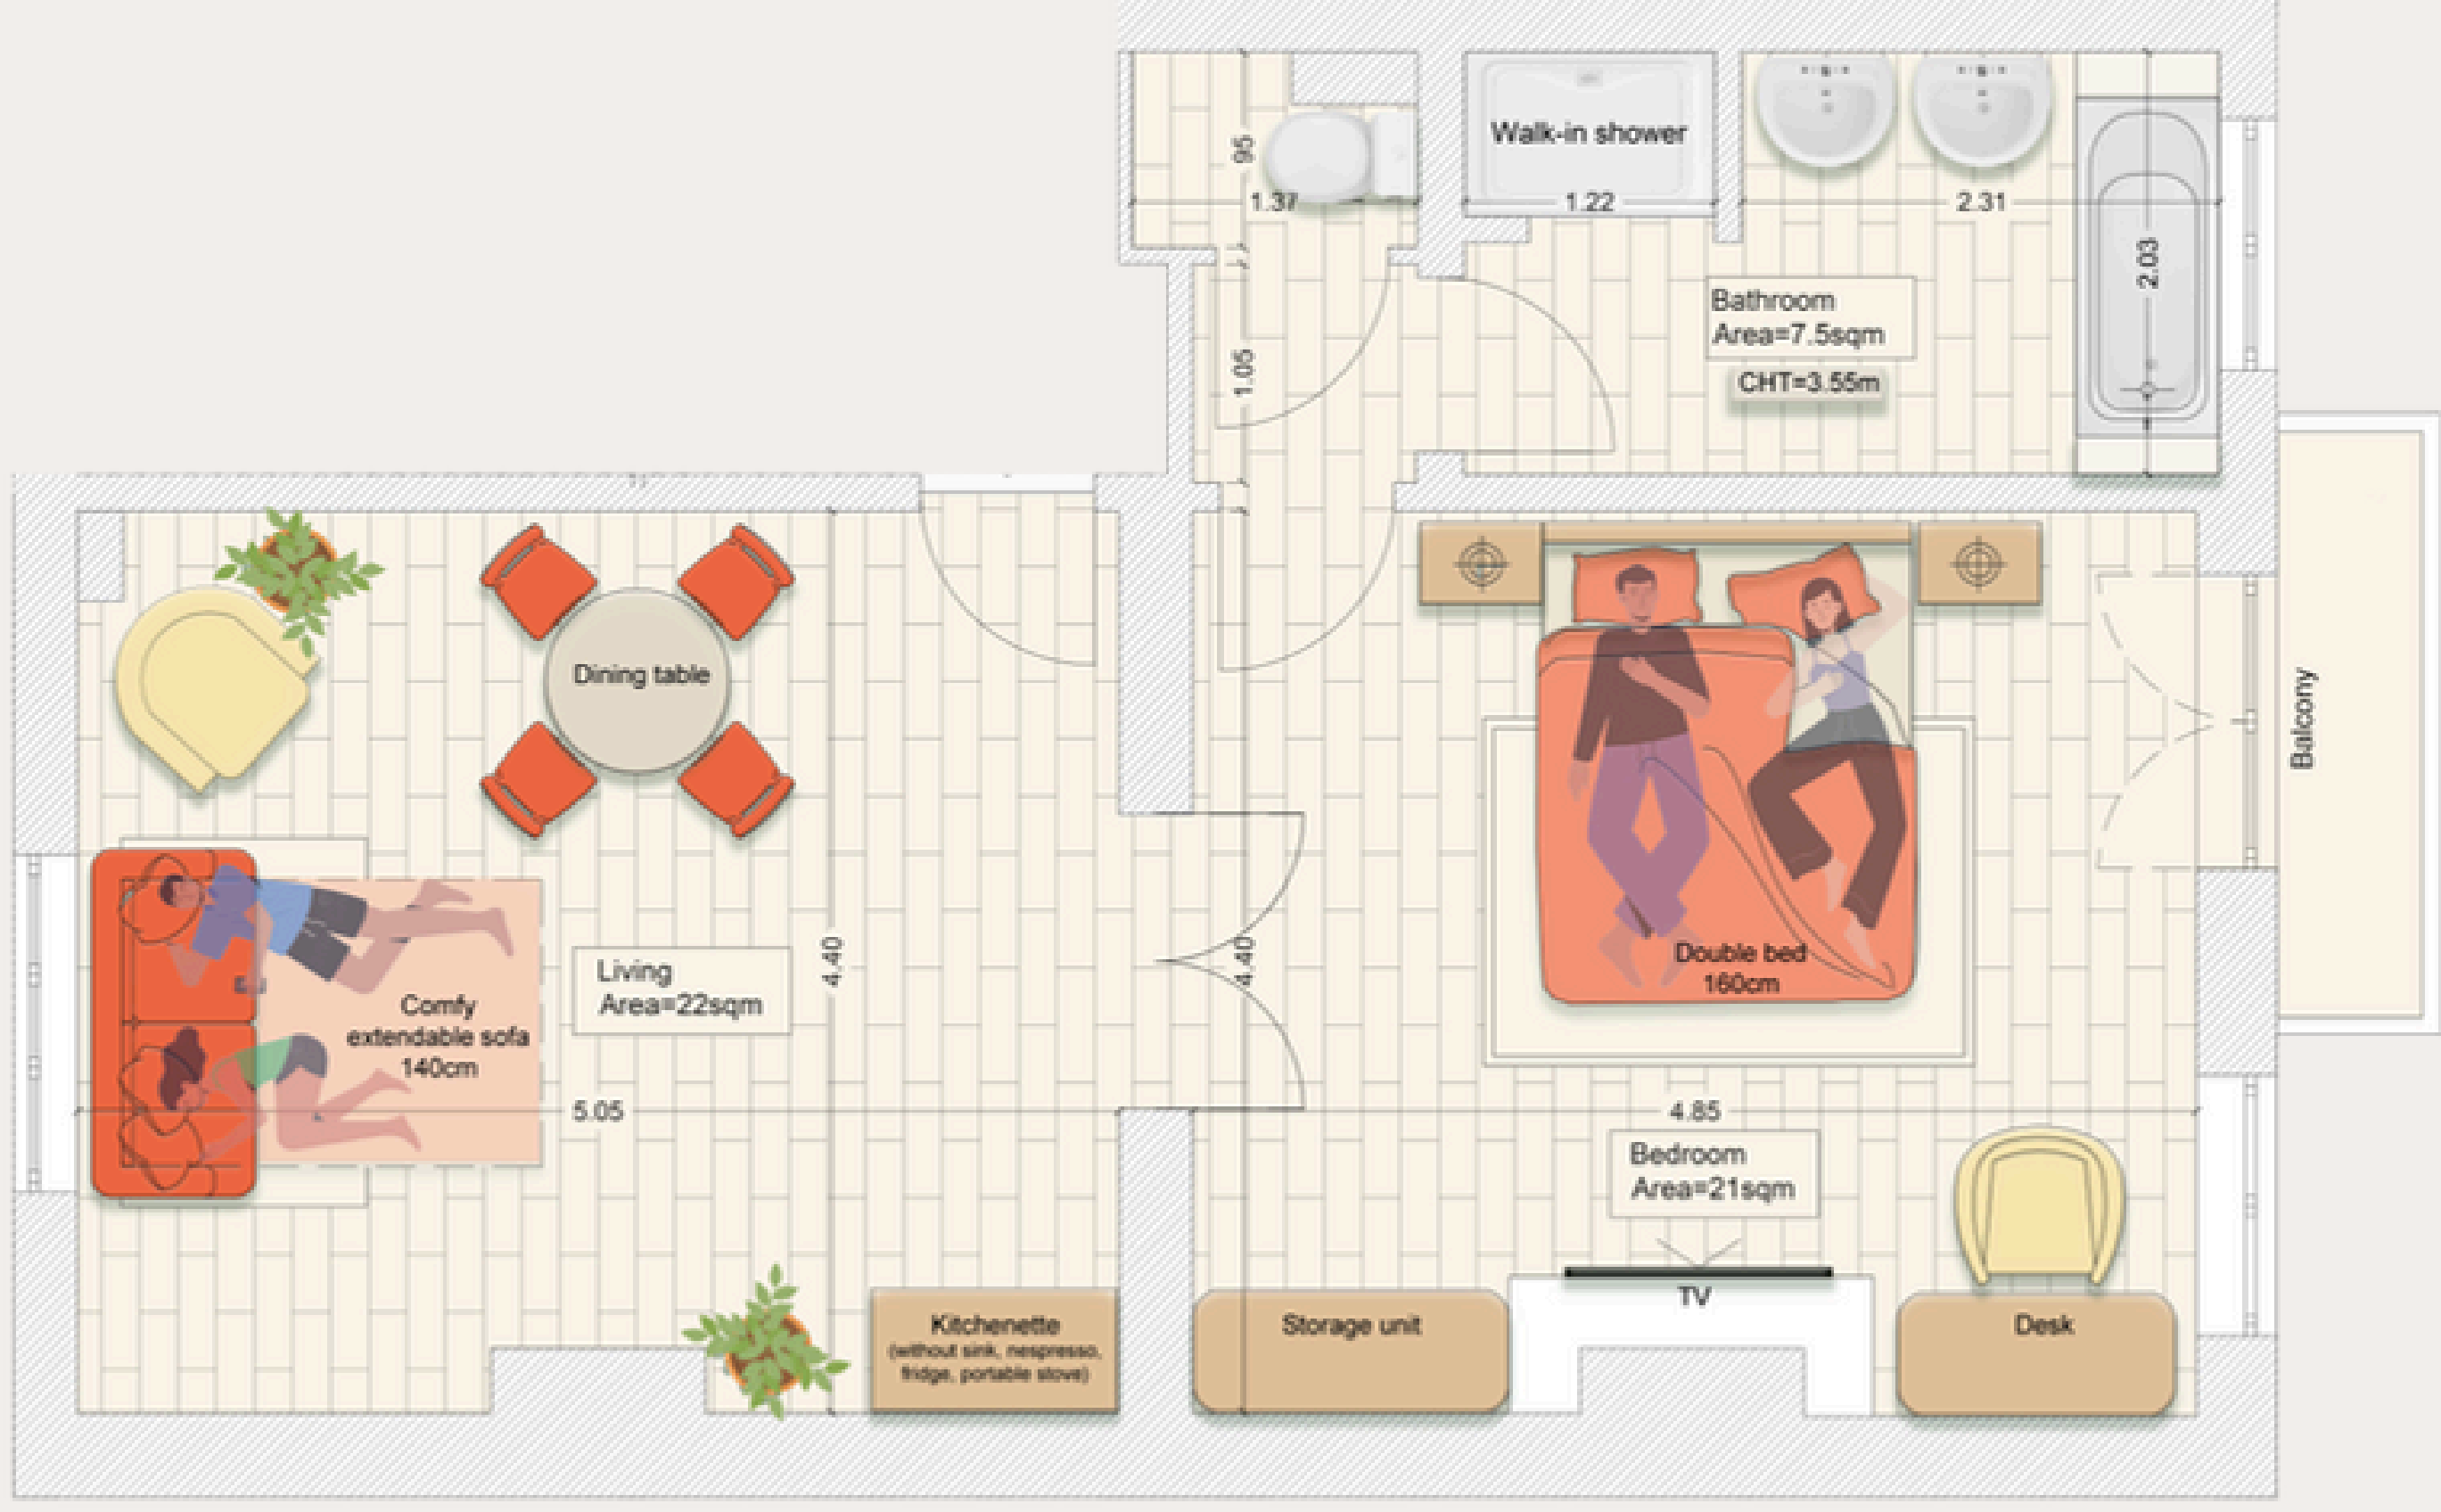 Walk-in shower
95
1.37
1.22
2.31
2.03
Bathroom
Area=7.5sqm
CHT=3.55m
1.05
Dining table
Balcony
Living
Area=22sqm
4.40
4.40
Comfy
extendable sofa
140cm
Double bed
160cm
5.05
4.85
Bedroom
Area=21sqm
TV
Kitchenette
(without sink, nespresso,
fridge, portable stove)
Storage unit
Desk